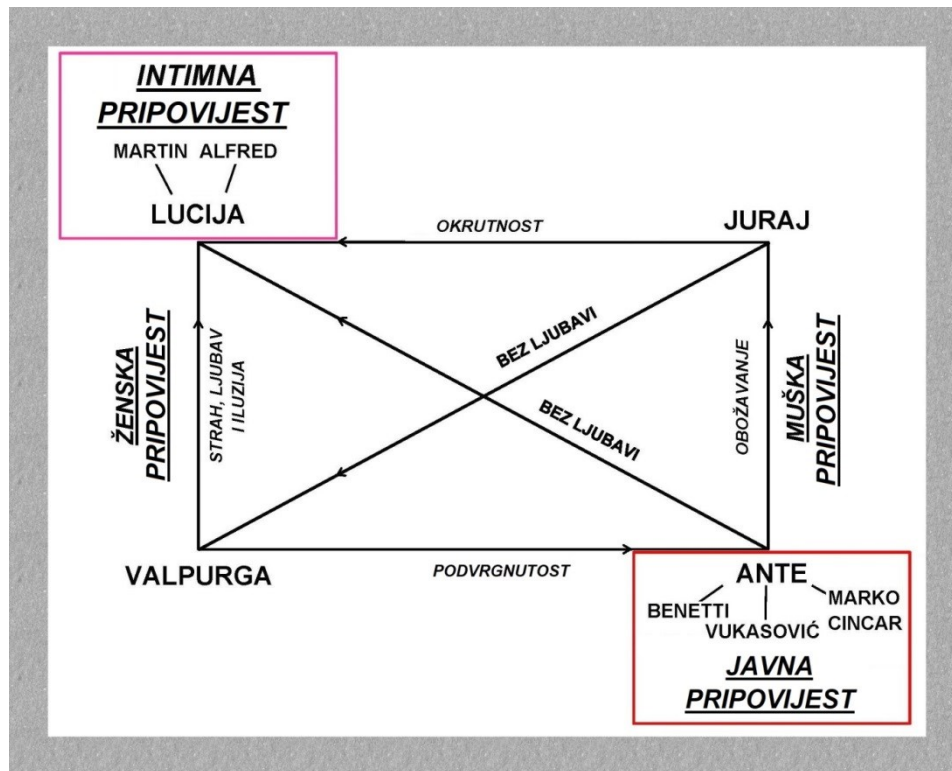 INTIMNA
PRIPOVIJEST
MARTIN ALFRED
LUCIJA
JURAJ
OKRUTNOST
BEZ LJUBAVI
BEZ LJUBAVI
ŽENSKA
PRIPOVIJEST
STRAH, LJUBAV
I ILUZIJA
OBOŽAVANJE
MUŠKA
PRIPOVIJEST
VALPURGA
PODVRGNUTOST
ANTE
BENETTI
VUKASOVIĆ
MARKO
CINCAR
JAVNA
PRIPOVIJEST